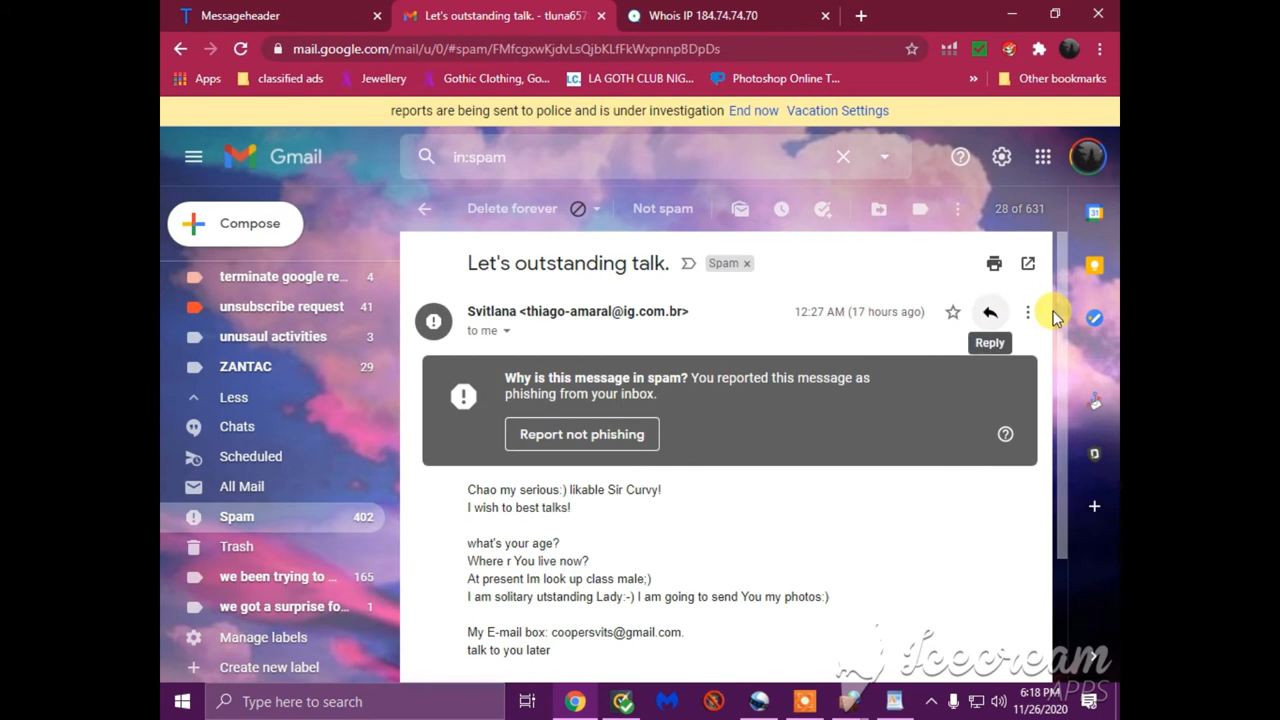 Messageheader
Let's outstanding talk. - tluna657
Whois IP 184.74.74.70
mail.google.com/mail/u/0/#spam/FMfcgxwKjdvLsQjbKLfFkWxpnnpBDpDs
Apps
classified ads
Jewellery
Gothic Clothing, Go...
LC.
LA GOTH CLUB NIG...
Photoshop Online T...
»
Other bookmarks
reports are being sent to police and is under investigation End now Vacation Settings
Gmail
in:spam
Compose
Delete forever
Not spam
28 of 631
terminate google re... 4
unsubscribe request 41
unusaul activities 3
ZANTAC 29
Less
Chats
Scheduled
All Mail
Spam 402
Trash
we been trying to ... 165
we got a surprise fo... 1
Manage labels
Create new label
Let's outstanding talk.
Spam ×
Svitlana <thiago-amaral@ig.com.br>
12:27 AM (17 hours ago)
to me
Reply
Why is this message in spam? You reported this message as
phishing from your inbox.
Report not phishing
Chao my serious:) likable Sir Curvy!
I wish to best talks!
what's your age?
Where r You live now?
At present Im look up class male;)
I am solitary utstanding Lady:-) I am going to send You my photos:)
My E-mail box: coopersvits@gmail.com.
talk to you later
Icecream
APPS
Type here to search
6:18 PM
11/26/2020